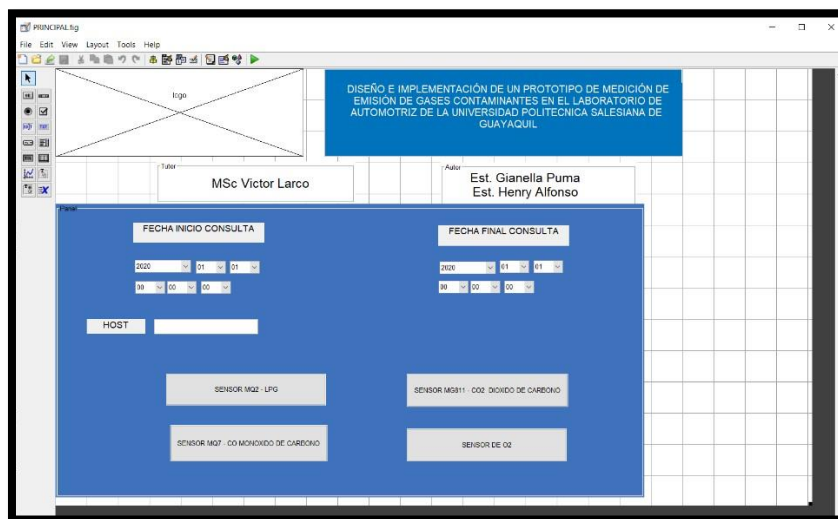 PRINCIPAL.fig
File Edit View Layout Tools Help
logo
DISEÑO E IMPLEMENTACIÓN DE UN PROTOTIPO DE MEDICIÓN DE
EMISIÓN DE GASES CONTAMINANTES EN EL LABORATORIO DE
AUTOMOTRIZ DE LA UNIVERSIDAD POLITECNICA SALESIANA DE
GUAYAQUIL
Tutor
MSc Victor Larco
Autor
Est. Gianella Puma
Est. Henry Alfonso
Panel
FECHA INICIO CONSULTA
FECHA FINAL CONSULTA
2020 01 01
2020 01 01
00 00 00
00 00 00
HOST
SENSOR MQ2 - LPG
SENSOR MG811 - CO2 DIOXIDO DE CARBONO
SENSOR MQ7 - CO MONOXIDO DE CARBONO
SENSOR DE O2